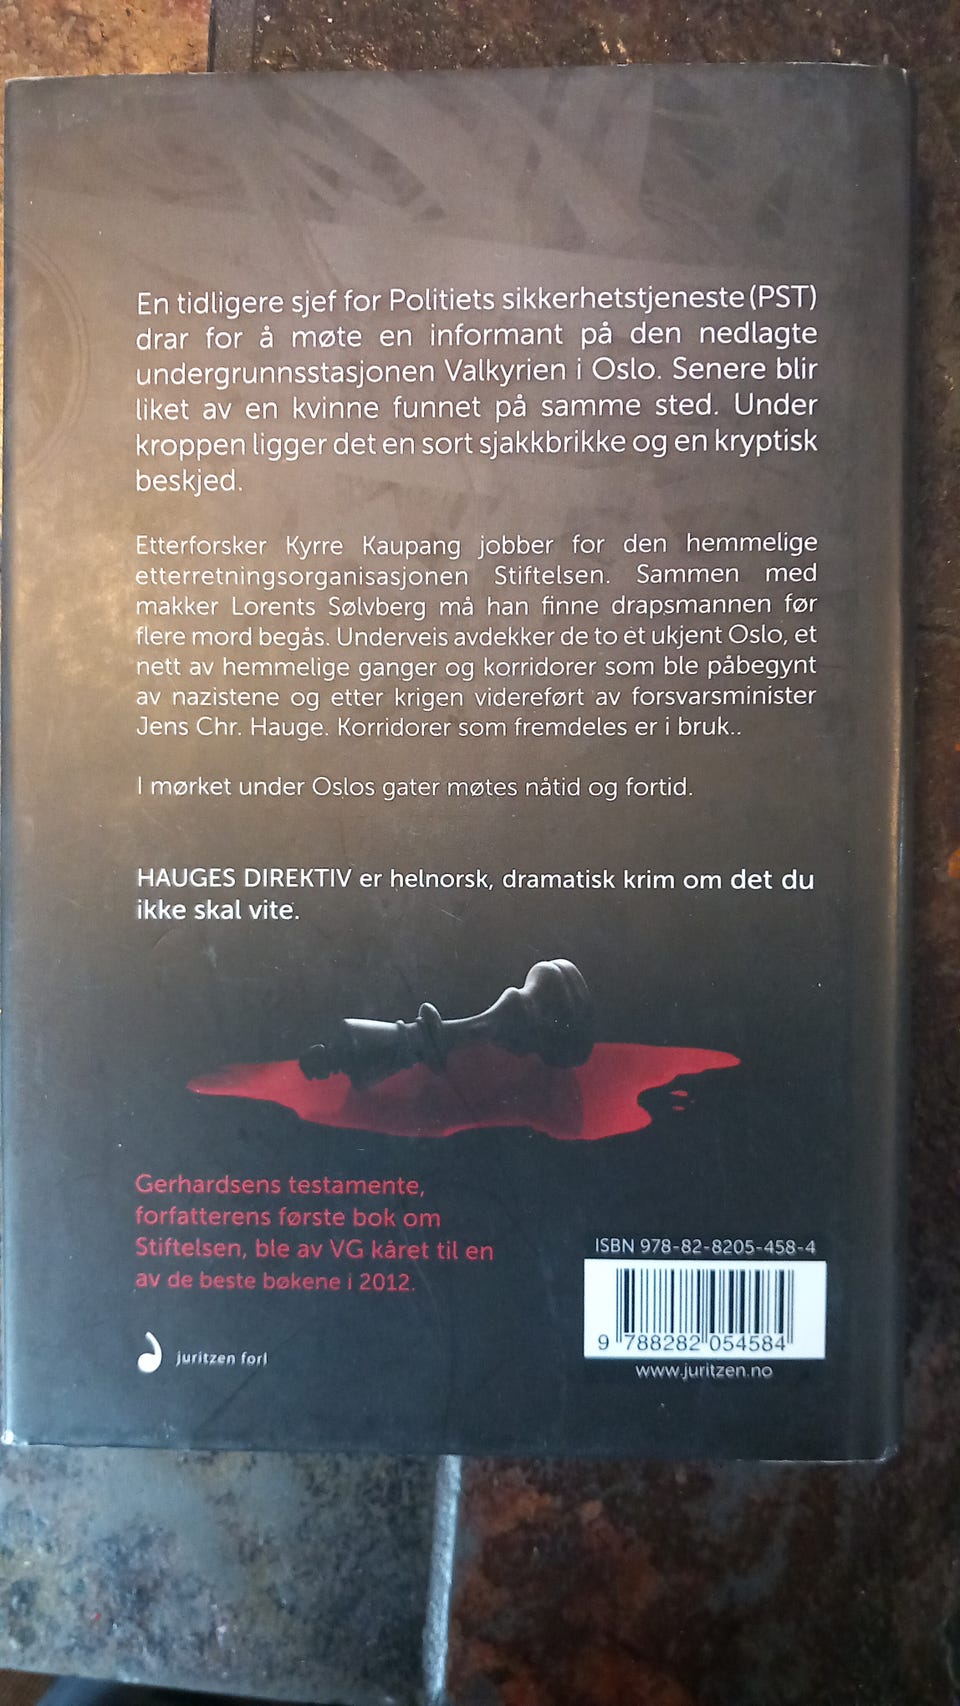 En tidligere sjef for Politiets sikkerhetstjeneste (PST)
drar for å møte en informant på den nedlagte
undergrunnsstasjonen Valkyrien i Oslo. Senere blir
liket av en kvinne funnet på samme sted. Under
kroppen ligger det en sort sjakkbrikke og en kryptisk
beskjed.
Etterforsker Kyrre Kaupang jobber for den hemmelige
etterretningsorganisasjonen Stiftelsen. Sammen med
makker Lorents Sølvberg må han finne drapsmannen før
flere mord begås. Underveis avdekker de to et ukjent Oslo, et
nett av hemmelige ganger og korridorer som ble påbegynt
av nazistene og etter krigen videreført av forsvarsminister
Jens Chr. Hauge. Korridorer som fremdeles er i bruk..
I mørket under Oslos gater møtes nåtid og fortid.
HAUGES DIREKTIV er helnorsk, dramatisk krim om det du
ikke skal vite.
Gerhardsens testamente,
forfatterens første bok om
Stiftelsen, ble av VG kåret til en
av de beste bøkene i 2012.
ISBN 978-82-8205-458-4
9 788282 054584
www.juritzen.no
juritzen forl